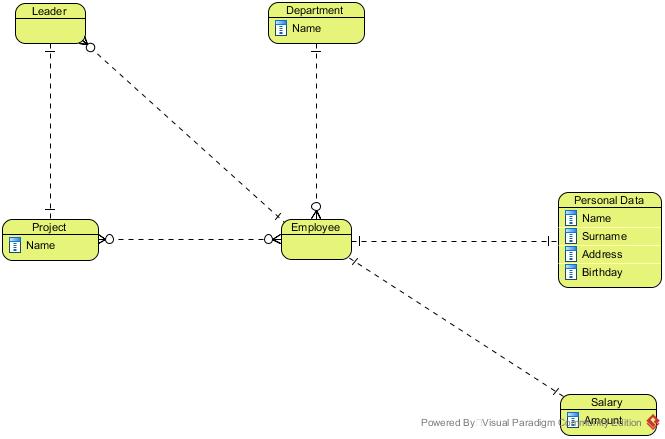 Leader
Department
Name
Project
Name
Employee
Personal Data
Name
Surname
Address
Birthday
Salary
Amount
Powered By Visual Paradigm Community Edition